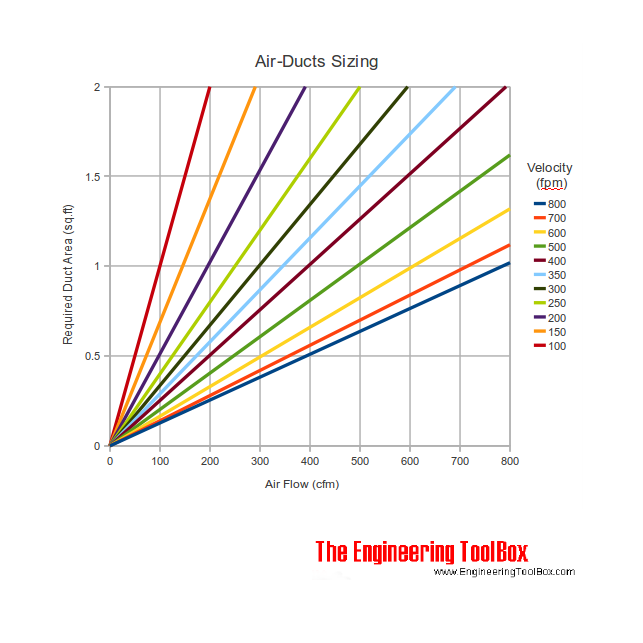 Air-Ducts Sizing
2
1.5
1
0.5
0
Required Duct Area (sq.ft)
0 100 200 300 400 500 600 700 800
Air Flow (cfm)
Velocity
(fpm)
800
700
600
500
400
350
300
250
200
150
100
The Engineering ToolBox
www.EngineeringToolBox.com